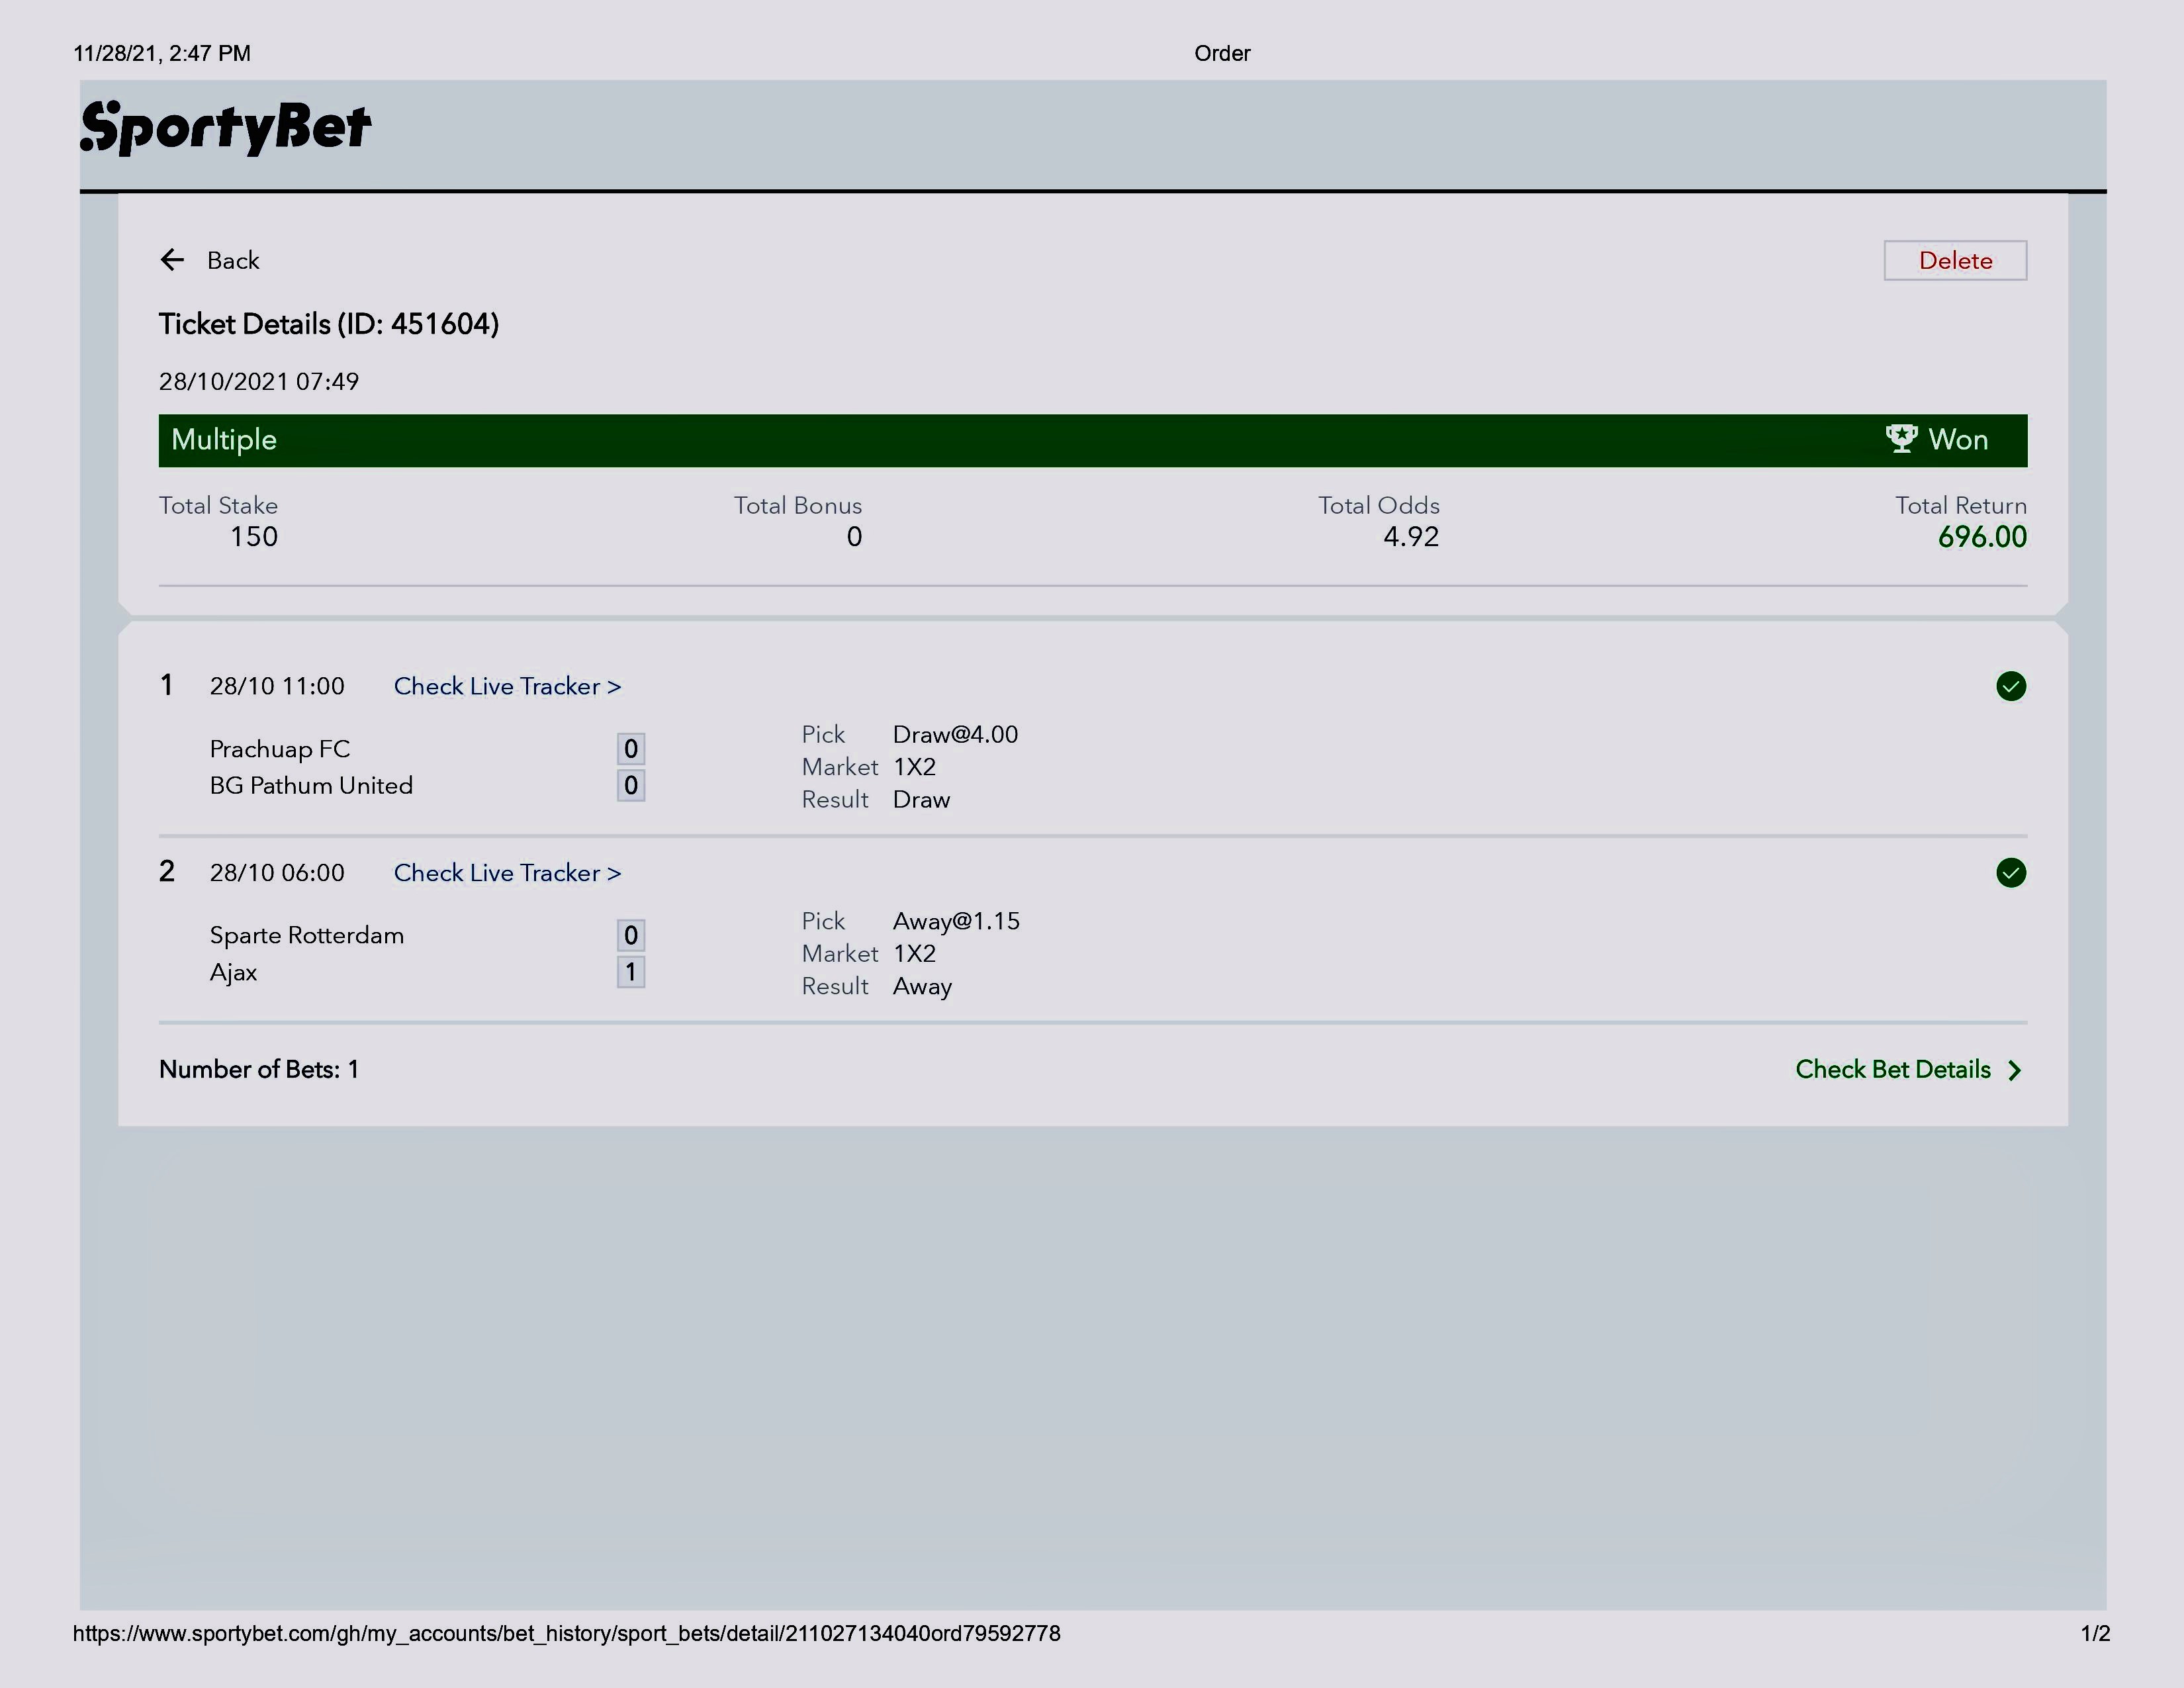 11/28/21, 2:47 PM
Order
SportyBet
Back
Delete
Ticket Details (ID: 451604)
28/10/2021 07:49
Multiple
Won
Total Stake
150
Total Bonus
0
Total Odds
4.92
Total Return
696.00
1 28/10 11:00 Check Live Tracker >
Prachuap FC 0
BG Pathum United 0
Pick Draw@4.00
Market 1X2
Result Draw
2 28/10 06:00 Check Live Tracker >
Sparte Rotterdam 0
Ajax 1
Pick Away@1.15
Market 1X2
Result Away
Number of Bets: 1
Check Bet Details >
https://www.sportybet.com/gh/my_accounts/bet_history/sport_bets/detail/211027134040ord79592778
1/2